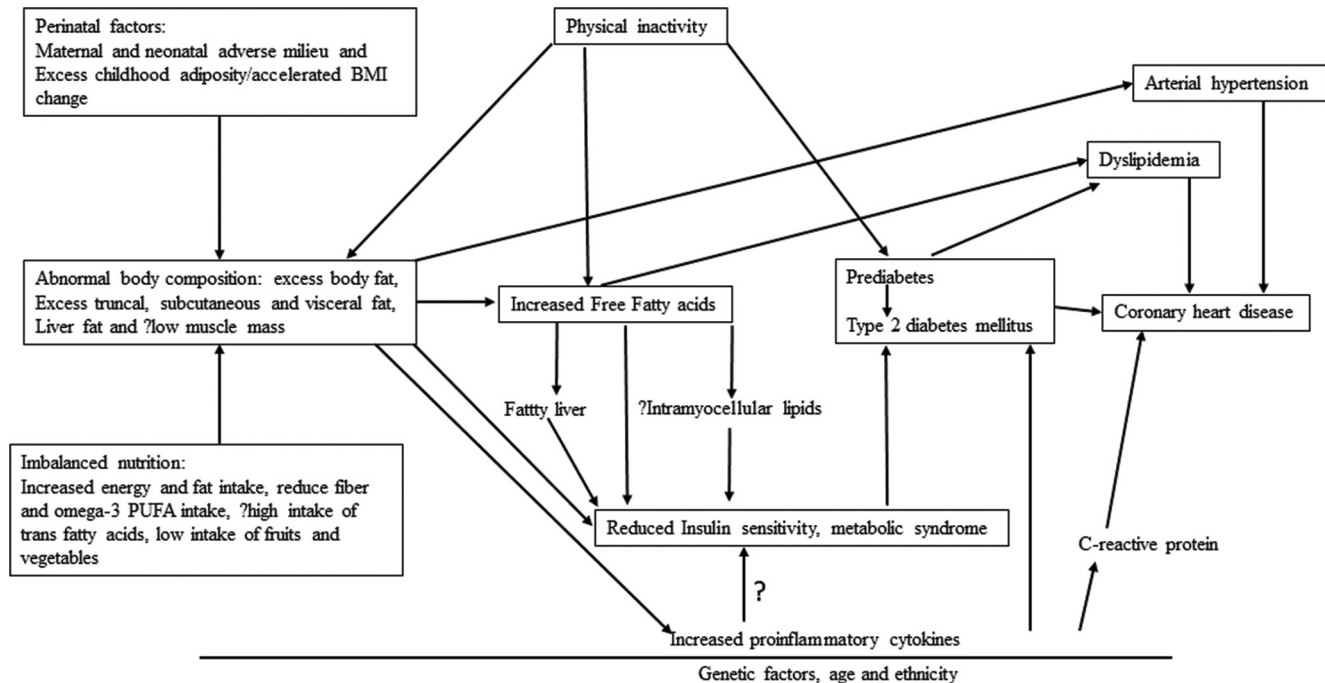 Perinatal factors:
Maternal and neonatal adverse milieu and
Excess childhood adiposity/accelerated BMI
change
Physical inactivity
Arterial hypertension
Dyslipidemia
Abnormal body composition: excess body fat,
Excess truncal, subcutaneous and visceral fat,
Liver fat and ?low muscle mass
Increased Free Fatty acids
Prediabetes
Type 2 diabetes mellitus
Coronary heart disease
Fattty liver
?Intramyocellular lipids
Imbalanced nutrition:
Increased energy and fat intake, reduce fiber
and omega-3 PUFA intake, ?high intake of
trans fatty acids, low intake of fruits and
vegetables
Reduced Insulin sensitivity, metabolic syndrome
C-reactive protein
?
Increased proinflammatory cytokines
Genetic factors, age and ethnicity